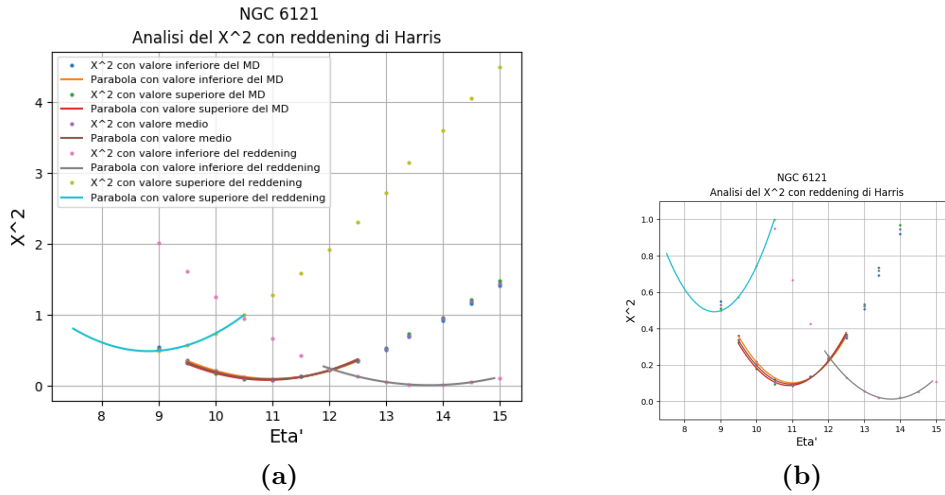 NGC 6121
Analisi del X^2 con reddening di Harris
X^2 con valore inferiore del MD
Parabola con valore inferiore del MD
X^2 con valore superiore del MD
Parabola con valore superiore del MD
X^2 con valore medio
Parabola con valore medio
X^2 con valore inferiore del reddening
Parabola con valore inferiore del reddening
X^2 con valore superiore del reddening
Parabola con valore superiore del reddening
X^2
4
3
2
1
0
8 9 10 11 12 13 14 15
Eta'
(a)
NGC 6121
Analisi del X^2 con reddening di Harris
X^2
1.0
0.8
0.6
0.4
0.2
0.0
8 9 10 11 12 13 14 15
Eta'
(b)